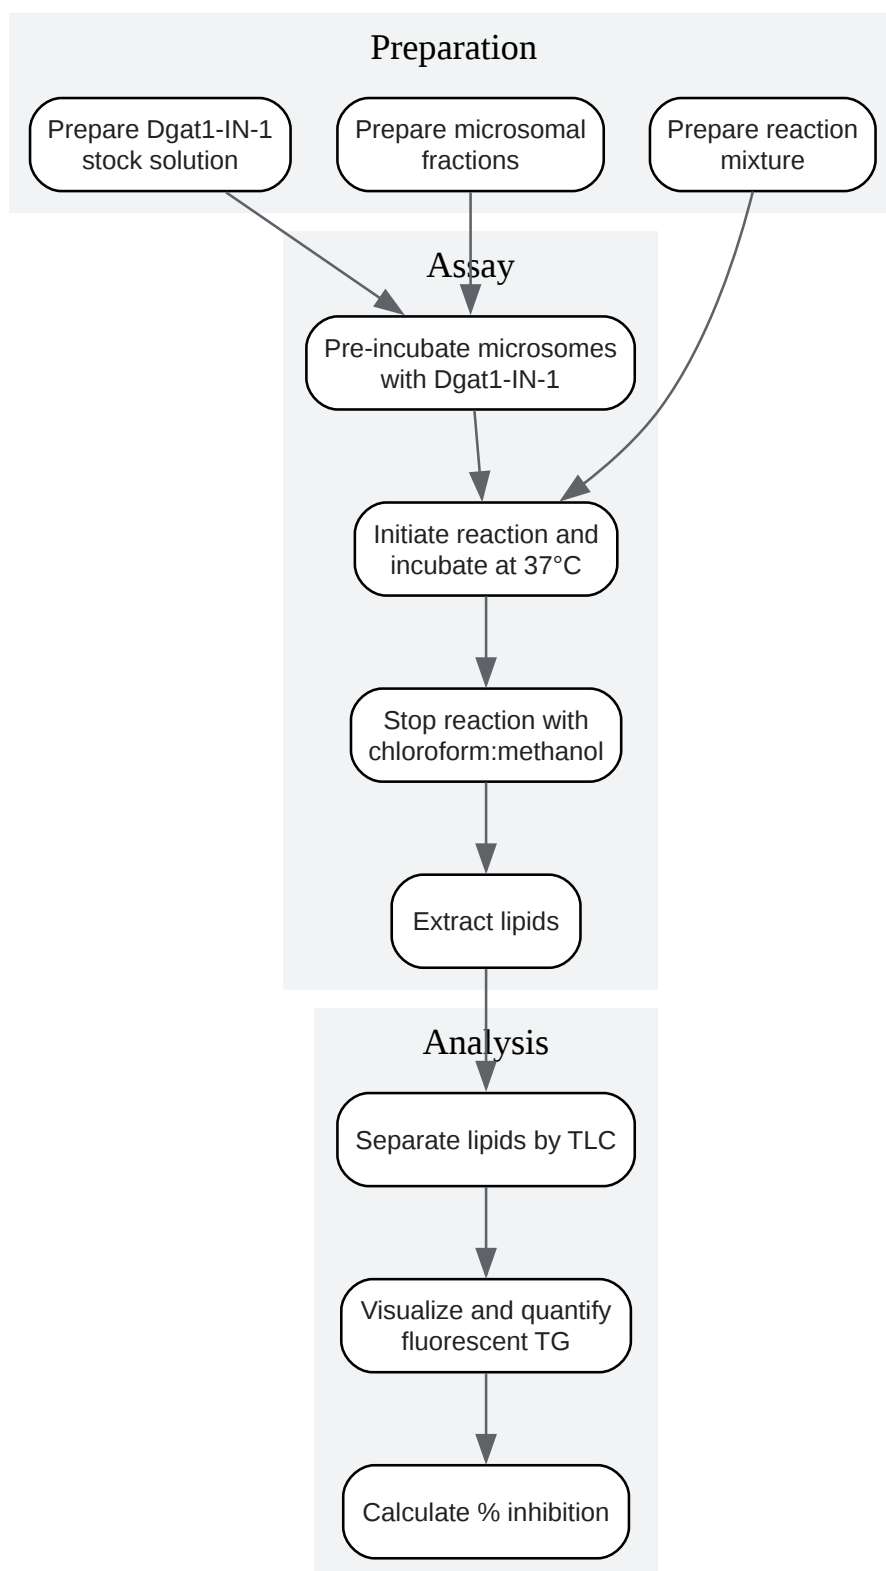 Preparation
Prepare Dgat1-IN-1
stock solution
Prepare microsomal
fractions
Prepare reaction
mixture
Assay
Pre-incubate microsomes
with Dgat1-IN-1
Initiate reaction and
incubate at 37°C
Stop reaction with
chloroform:methanol
Extract lipids
Analysis
Separate lipids by TLC
Visualize and quantify
fluorescent TG
Calculate % inhibition